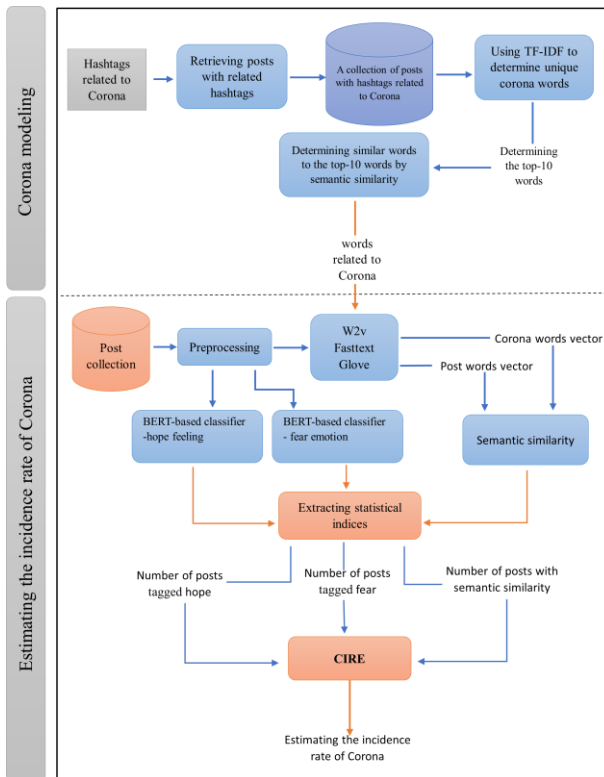 Corona modeling
Hashtags
related to
Corona
Retrieving posts
with related
hashtags
A collection of posts
with hashtags related
to Corona
Using TF-IDF to
determine unique
corona words
Determining similar words
to the top-10 words by
semantic similarity
Determining
the top-10
words
words
related to
Corona
Estimating the incidence rate of Corona
Post
collection
Preprocessing
W2v
Fasttext
Glove
Corona words vector
Post words vector
BERT-based classifier
-hope feeling
BERT-based classifier
- fear emotion
Semantic similarity
Extracting statistical
indices
Number of posts
tagged hope
Number of posts
tagged fear
Number of posts with
semantic similarity
CIRE
Estimating the incidence
rate of Corona